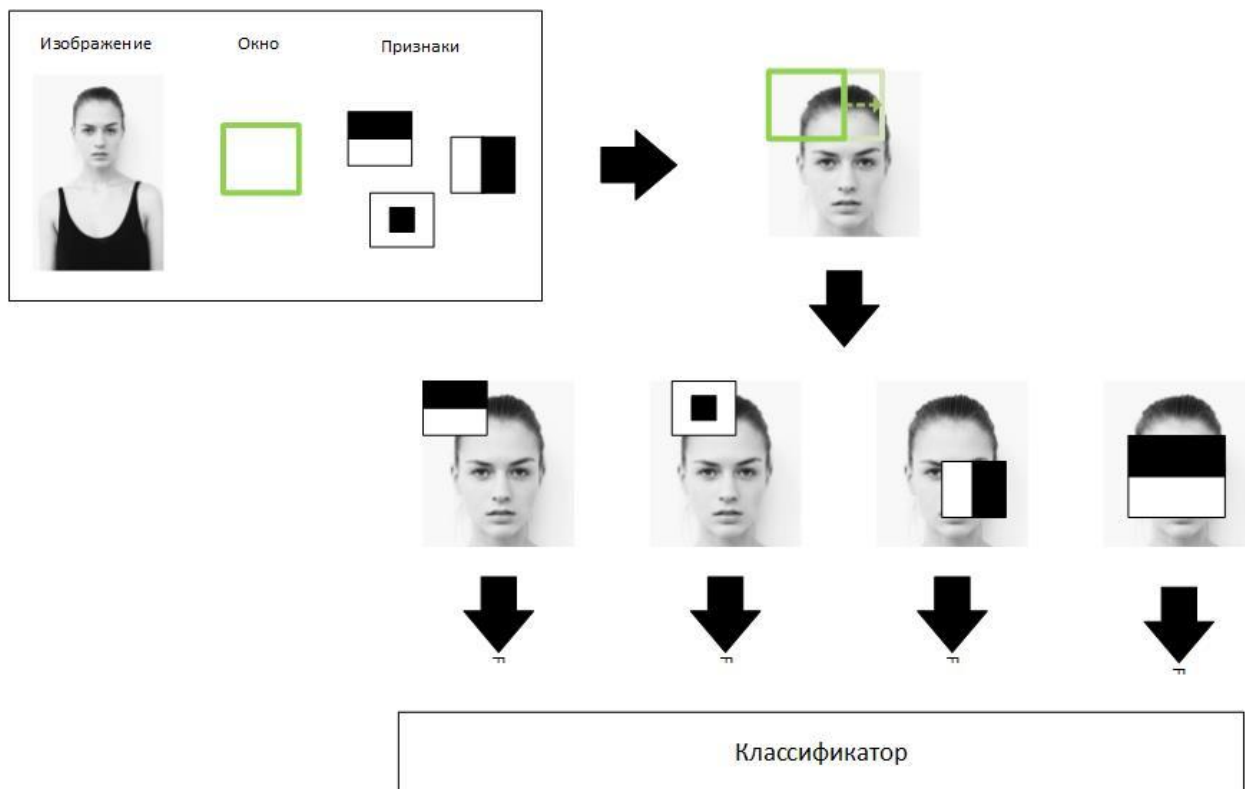 Изображение
Окно
Признаки
F
F
F
F
Классификатор